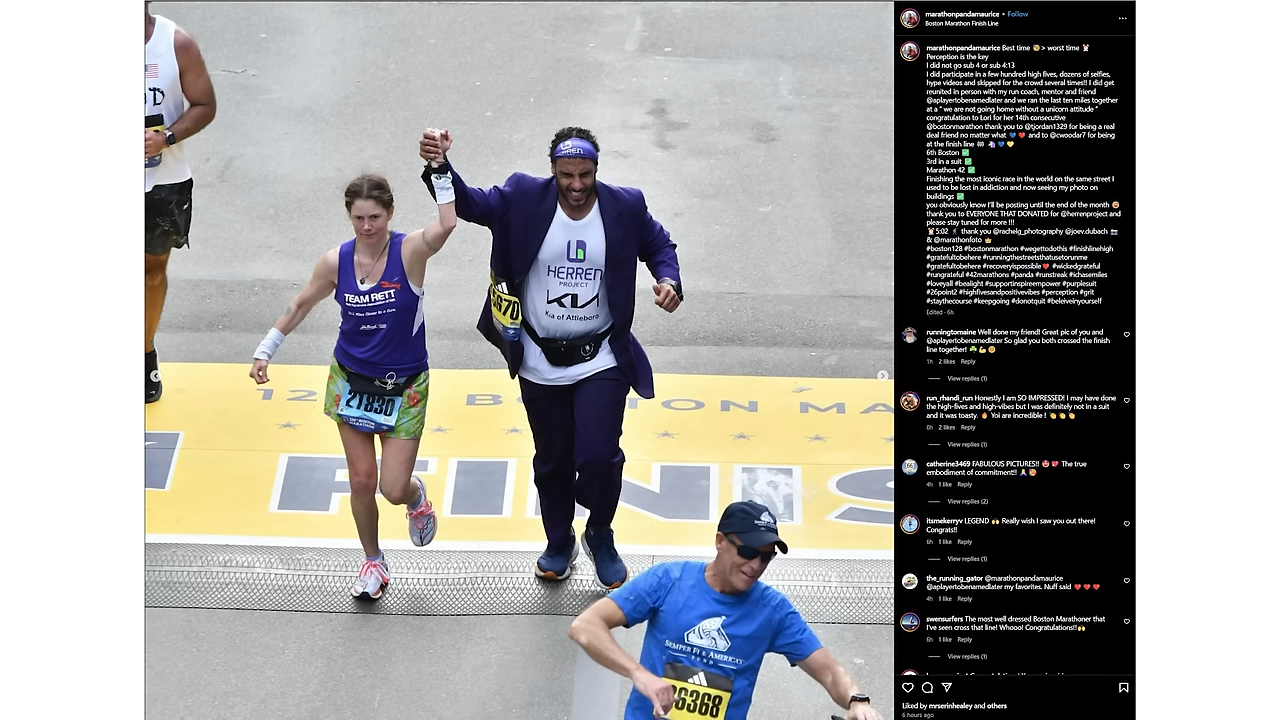 D
HERREN
HERREN
PROJECT
KIA
Kia of Attleboro
5670
TEAM RETT
21830
128TH BOSTON
MARATHON
12 BOSTON MA
FINIS
SEMPER FI & AMERICA'S
FUND
36368
marathonpandamaurice • Follow
Boston Marathon Finish Line
marathonpandamaurice Best time > worst time
Perception is the key
I did not go sub 4 or sub 4:13
I did participate in a few hundred high fives, dozens of selfies,
hype videos and skipped for the crowd several times!! I did get
reunited in person with my run coach, mentor and friend
@aplayertobenamedlater and we ran the last ten miles together
at a " we are not going home without a unicorn attitude "
congratulation to Lori for her 14th consecutive
@bostonmarathon thank you to @tjordan1329 for being a real
deal friend no matter what 💙❤️ and to @cwoodar7 for being
at the finish line 🏁 🦄💙💛
6th Boston ✅
3rd in a suit ✅
Marathon 42 ✅
Finishing the most iconic race in the world on the same street I
used to be lost in addiction and now seeing my photo on
buildings ✅
you obviously know I'll be posting until the end of the month
thank you to EVERYONE THAT DONATED for @herrenproject and
please stay tuned for more !!!
5:02 thank you @rachelg_photography @joev.dubach 📷
& @marathonfoto
#boston128 #bostonmarathon #wegettodothis #finishlinehigh
#gratefultobehere #runningthestreetsthatusetorunme
#gratefultobehere #recoveryispossible❤️ #wickedgrateful
#rungrateful #42marathons #panda #runstreak #ichasemiles
#loveyall #bealight #supportinspireempower #purplesuit
#26point2 #highfivesandpositivevibes #perception #grit
#staythecourse #keepgoing #donotquit #beleiveinyourself
Edited · 6h
runningtomaine Well done my friend! Great pic of you and
@aplayertobenamedlater So glad you both crossed the finish
line together! ☘️💪
1h 2 likes Reply
View replies (1)
run_rhandi_run Honestly I am SO IMPRESSED! I may have done
the high-lives and high-vibes but I was definitely not in a suit
and it was toasty. 🔥 Yoi are incredible ! 👏👏👏
6h 2 likes Reply
View replies (1)
catherine3469 FABULOUS PICTURES!! The true
embodiment of commitment!!
4h 1 like Reply
View replies (2)
itsmekerryv LEGEND 🙌 Really wish I saw you out there!
Congrats!!
6h 1 like Reply
View replies (1)
the_running_gator @marathonpandamaurice
@aplayertobenamedlater my favorites. Nuff said ❤️❤️❤️
4h 1 like Reply
swensurfers The most well dressed Boston Marathoner that
I've seen cross that line! Whooo! Congratulations!!🙌
6h 1 like Reply
View replies (1)
Liked by mrserinhealey and others
6 hours ago